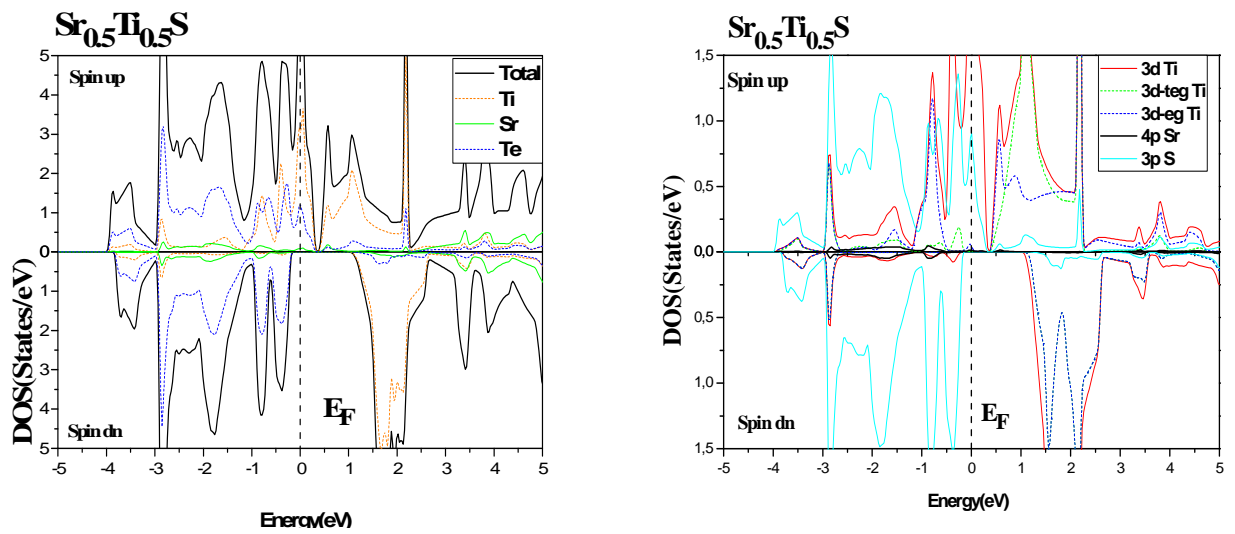 Sr0.5Ti0.5S
Spin up
Total
Ti
Sr
Te
5
4
3
2
1
0
1
2
3
4
5
DOS(States/eV)
Spin dn
EF
-5 -4 -3 -2 -1 0 1 2 3 4 5
Energy(eV)
Sr0.5Ti0.5S
Spin up
3d Ti
3d-teg Ti
3d-eg Ti
4p Sr
3p S
1,5
1,0
0,5
0,0
0,5
1,0
1,5
DOS(States/eV)
Spin dn
EF
-5 -4 -3 -2 -1 0 1 2 3 4 5
Energy(eV)